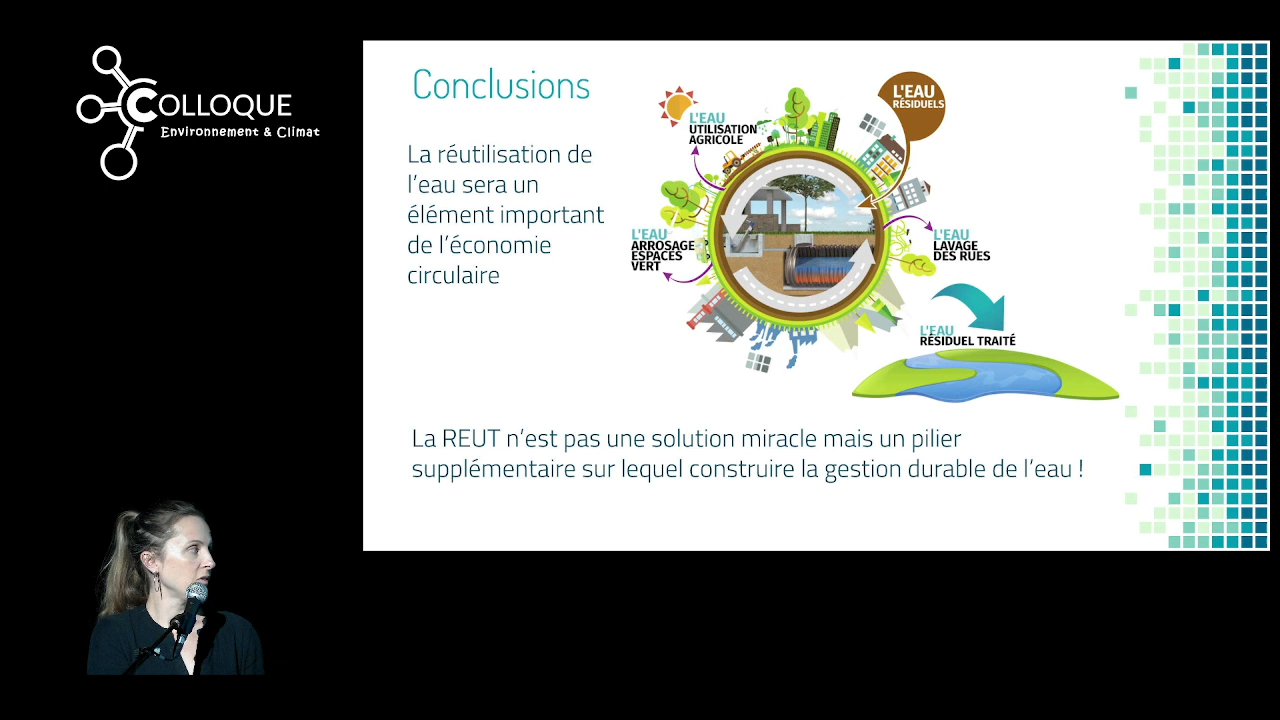 COLLOQUE
Environnement & Climat
Conclusions
La réutilisation de
l'eau sera un
élément important
de l'économie
circulaire
L'EAU
RÉSIDUELS
L'EAU
UTILISATION
AGRICOLE
L'EAU
ARROSAGE
ESPACES
VERT
L'EAU
LAVAGE
DES RUES
L'EAU
RÉSIDUEL TRAITÉ
La REUT n'est pas une solution miracle mais un pilier
supplémentaire sur lequel construire la gestion durable de l'eau !